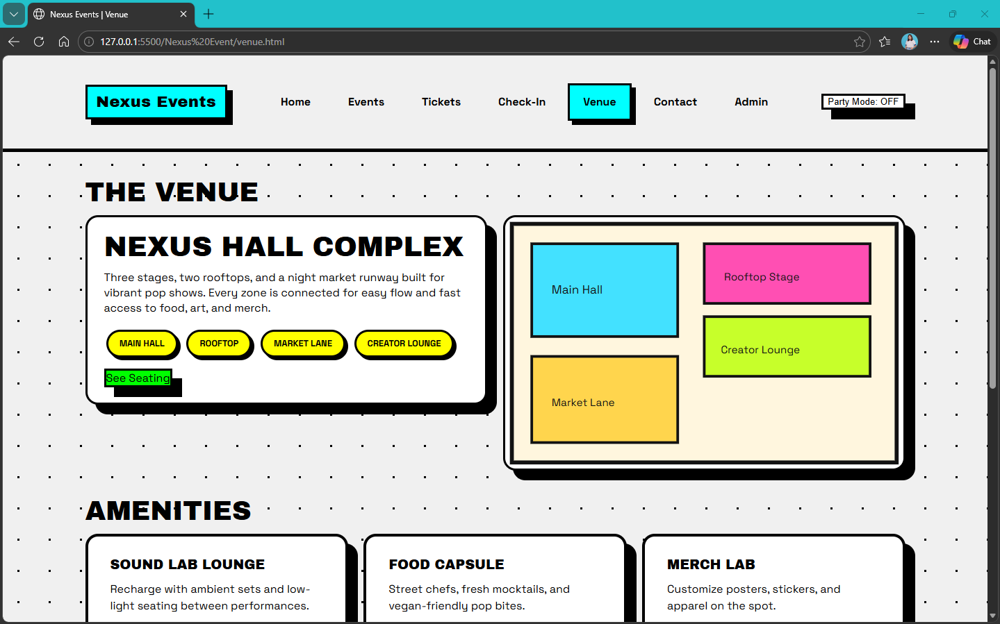 Nexus Events | Venue
127.0.0.1:5500/Nexus%20Event/venue.html
Chat
Nexus Events
Home
Events
Tickets
Check-In
Venue
Contact
Admin
Party Mode: OFF
THE VENUE
NEXUS HALL COMPLEX
Three stages, two rooftops, and a night market runway built for
vibrant pop shows. Every zone is connected for easy flow and fast
access to food, art, and merch.
MAIN HALL
ROOFTOP
MARKET LANE
CREATOR LOUNGE
See Seating
Main Hall
Rooftop Stage
Creator Lounge
Market Lane
AMENITIES
SOUND LAB LOUNGE
Recharge with ambient sets and low-
light seating between performances.
FOOD CAPSULE
Street chefs, fresh mocktails, and
vegan-friendly pop bites.
MERCH LAB
Customize posters, stickers, and
apparel on the spot.